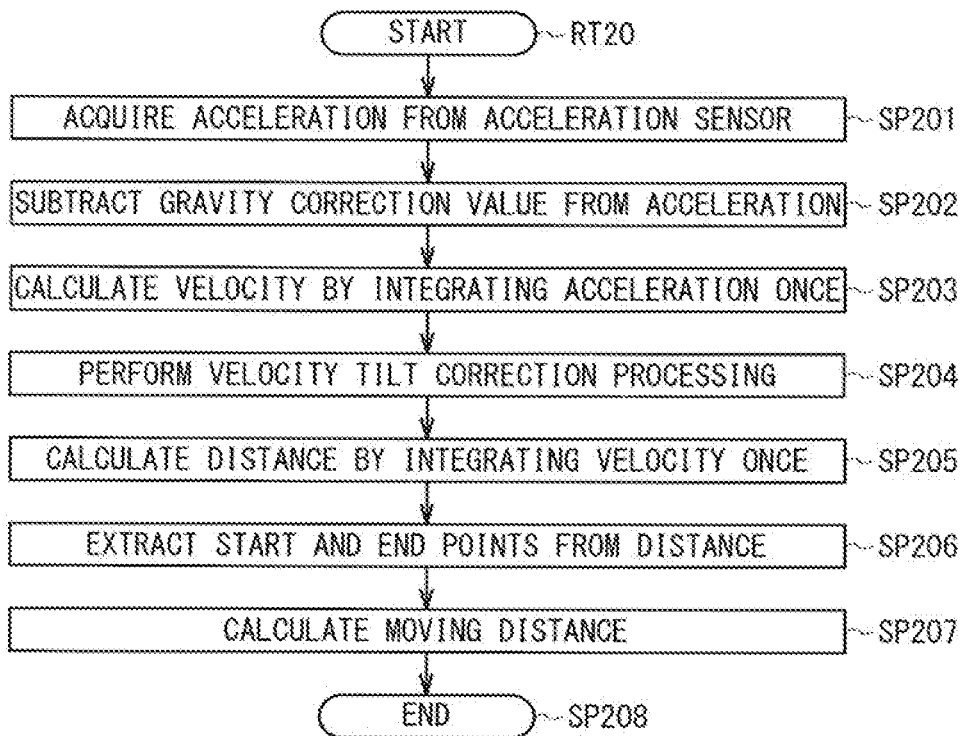 START RT20
ACQUIRE ACCELERATION FROM ACCELERATION SENSOR SP201
SUBTRACT GRAVITY CORRECTION VALUE FROM ACCELERATION SP202
CALCULATE VELOCITY BY INTEGRATING ACCELERATION ONCE SP203
PERFORM VELOCITY TILT CORRECTION PROCESSING SP204
CALCULATE DISTANCE BY INTEGRATING VELOCITY ONCE SP205
EXTRACT START AND END POINTS FROM DISTANCE SP206
CALCULATE MOVING DISTANCE SP207
END SP208